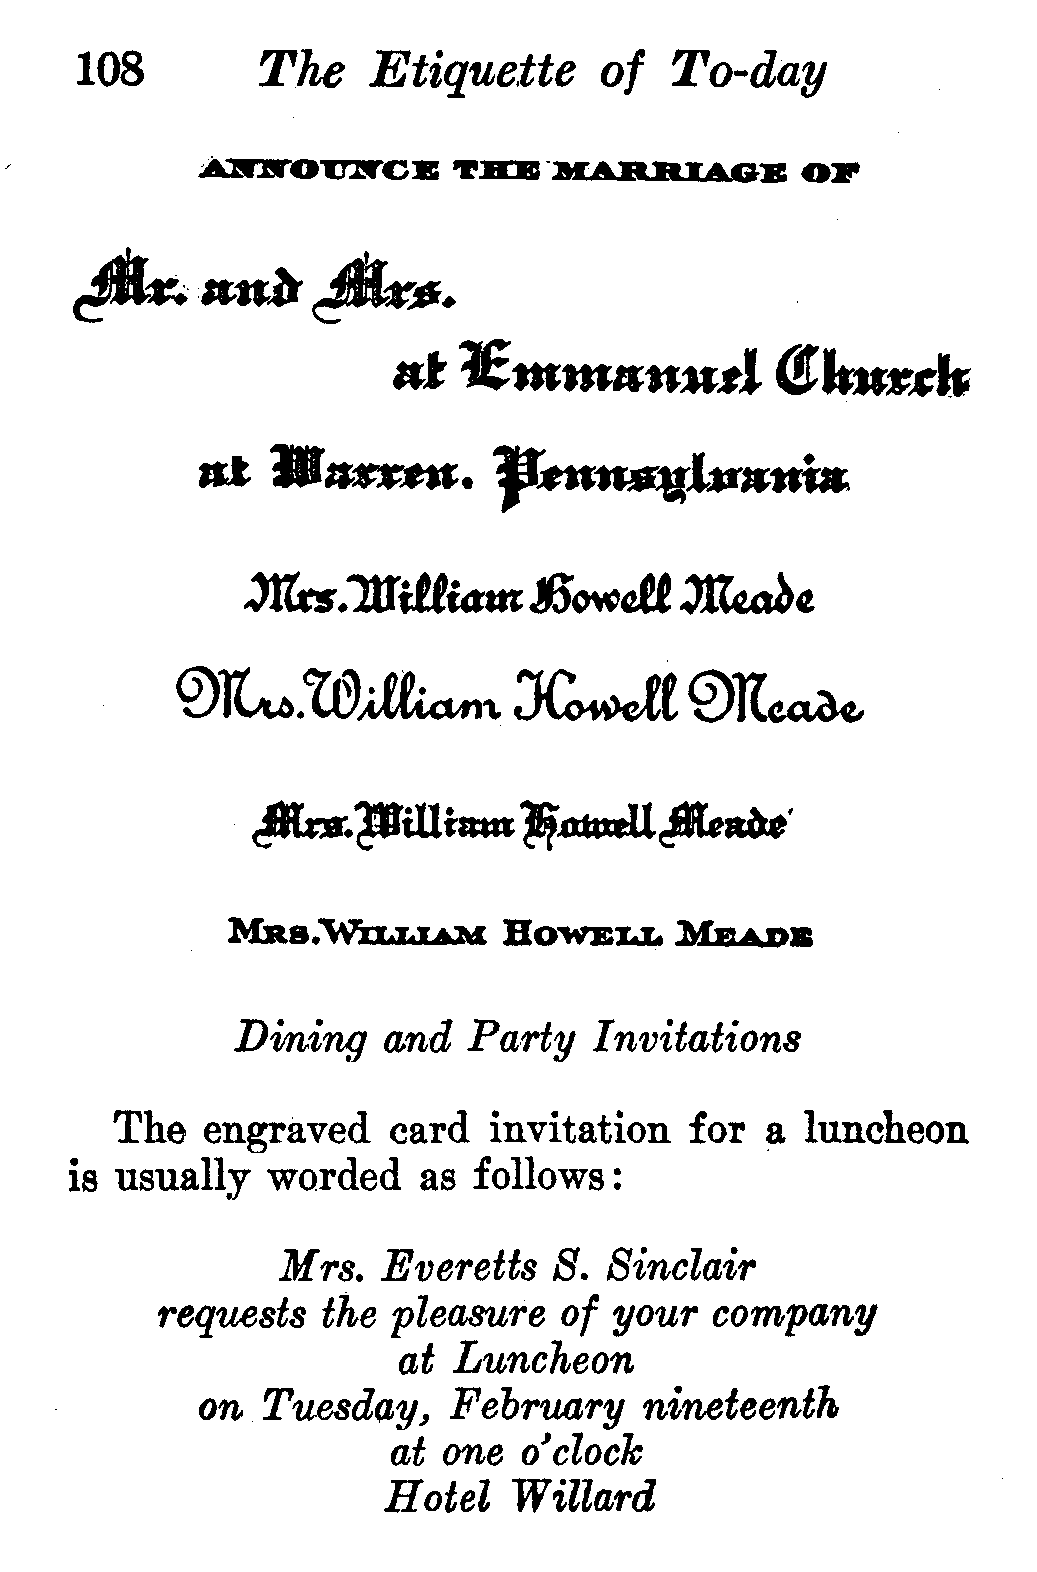 108 The Etiquette of To-day
ANNOUNCE THE MARRIAGE OF
Mr. and Mrs.
at Emmanuel Church
at Warren. Pennsylvania
Mrs. William Howell Meade
Mrs. William Howell Meade
Mrs. William Howell Meade
MRS. WILLIAM HOWELL MEADE
Dining and Party Invitations
The engraved card invitation for a luncheon
is usually worded as follows:
Mrs. Everetts S. Sinclair
requests the pleasure of your company
at Luncheon
on Tuesday, February nineteenth
at one o'clock
Hotel Willard